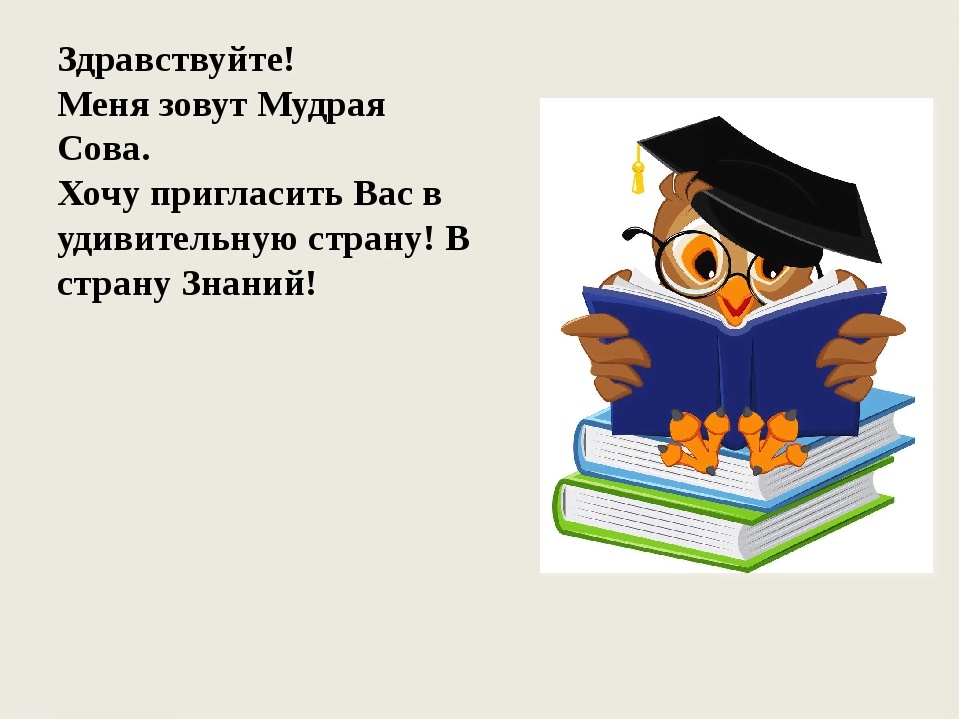 Здравствуйте!
Меня зовут Мудрая
Сова.
Хочу пригласить Вас в
удивительную страну! В
страну Знаний!